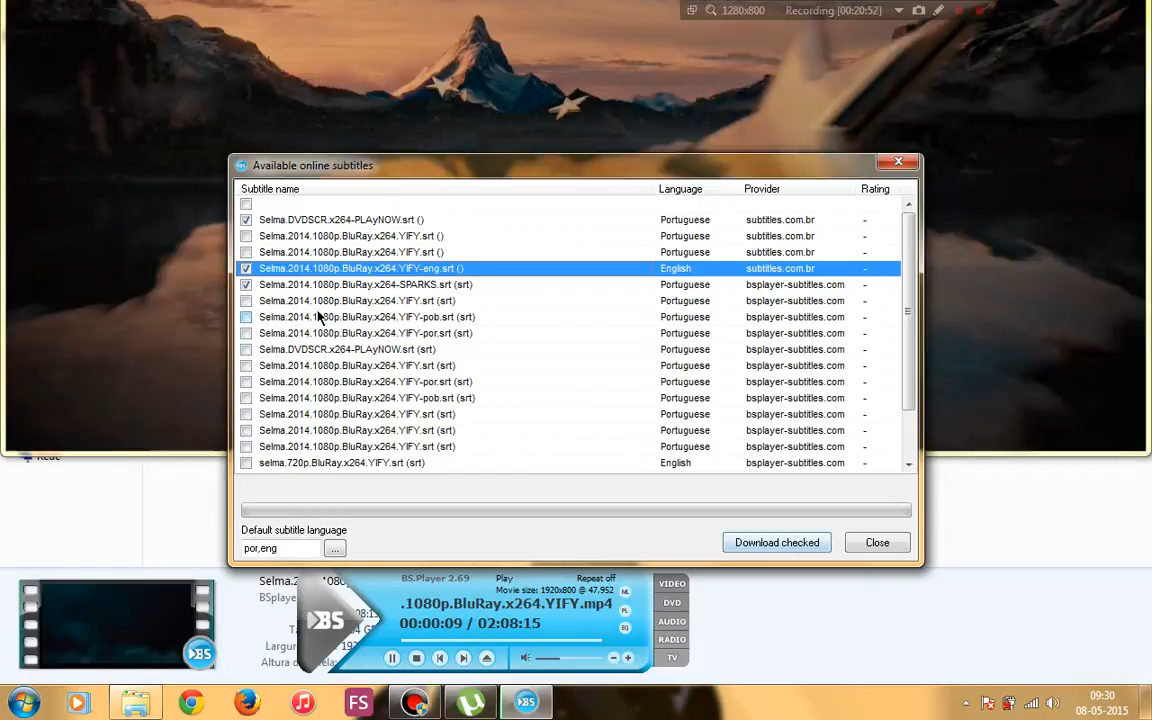 1280x800 Recording [00:20:52]
Available online subtitles
Subtitle name Language Provider Rating
Selma.DVDSCR.x264-PLAyNOW.srt () Portuguese subtitles.com.br -
Selma.2014.1080p.BluRay.x264.YIFY.srt () Portuguese subtitles.com.br -
Selma.2014.1080p.BluRay.x264.YIFY.srt () Portuguese subtitles.com.br -
Selma.2014.1080p.BluRay.x264.YIFY-eng.srt () English subtitles.com.br -
Selma.2014.1080p.BluRay.x264-SPARKS.srt (srt) Portuguese bsplayer-subtitles.com -
Selma.2014.1080p.BluRay.x264.YIFY.srt (srt) Portuguese bsplayer-subtitles.com -
Selma.2014.1080p.BluRay.x264.YIFY-pob.srt (srt) Portuguese bsplayer-subtitles.com -
Selma.2014.1080p.BluRay.x264.YIFY-por.srt (srt) Portuguese bsplayer-subtitles.com -
Selma.DVDSCR.x264-PLAyNOW.srt (srt) Portuguese bsplayer-subtitles.com -
Selma.2014.1080p.BluRay.x264.YIFY.srt (srt) Portuguese bsplayer-subtitles.com -
Selma.2014.1080p.BluRay.x264.YIFY-por.srt (srt) Portuguese bsplayer-subtitles.com -
Selma.2014.1080p.BluRay.x264.YIFY-pob.srt (srt) Portuguese bsplayer-subtitles.com -
Selma.2014.1080p.BluRay.x264.YIFY.srt (srt) Portuguese bsplayer-subtitles.com -
Selma.2014.1080p.BluRay.x264.YIFY.srt (srt) Portuguese bsplayer-subtitles.com -
Selma.2014.1080p.BluRay.x264.YIFY.srt (srt) Portuguese bsplayer-subtitles.com -
selma.720p.BluRay.x264.YIFY.srt (srt) English bsplayer-subtitles.com -
Default subtitle language
por,eng ... Download checked Close
BS.Player 2.69 Play Repeat off
Movie size: 1920x800 @ 47,952
.1080p.BluRay.x264.YIFY.mp4
00:00:09 / 02:08:15
BS
ML
PL
EQ
VIDEO
DVD
AUDIO
RADIO
TV
BS
Selma.2
BSplaye
Largur
Altura d
FS
BS
09:30
08-05-2015